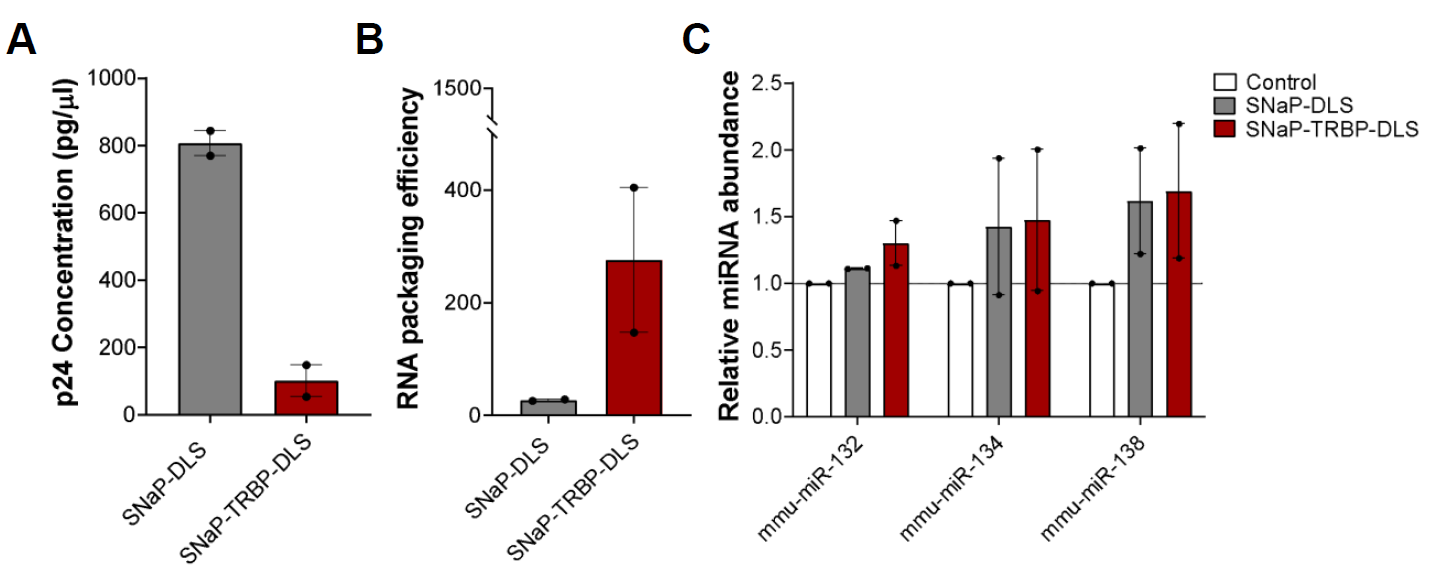 A
p24 Concentration (pg/μl)
1000
800
600
400
200
0
SNaP-DLS
SNaP-TRBP-DLS
B
RNA packaging efficiency
1500
400
200
0
SNaP-DLS
SNaP-TRBP-DLS
C
Relative miRNA abundance
2.5
2.0
1.5
1.0
0.5
0.0
mmu-miR-132
mmu-miR-134
mmu-miR-138
Control
SNaP-DLS
SNaP-TRBP-DLS